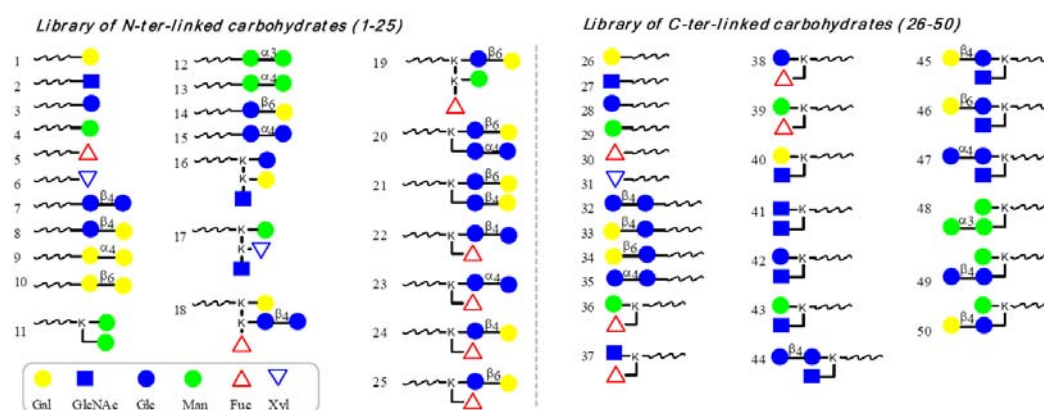 Library of N-ter-linked carbohydrates (1-25)
1
2
3
4
5
6
7 β4
8 β4
9 α4
10 β6
11 K
12 α3
13 α4
14 β6
15 α4
16 K
K
17 K
K
18 K
K β4
19 K β6
K
20 K β6
α4
21 K β6
β4
22 K β4
23 K α4
24 K β4
25 K β6
Gal GlcNAc Glc Man Fuc Xyl
Library of C-ter-linked carbohydrates (26-50)
26
27
28
29
30
31
32 β4
33 β4
34 β6
35 α4
36 K
37 K
38 K
39 K
40 K
41 K
42 K
43 K
44 β4 K
45 β4 K
46 β6 K
47 α4 K
48 K
α3
49 K
β4
50 K
β4